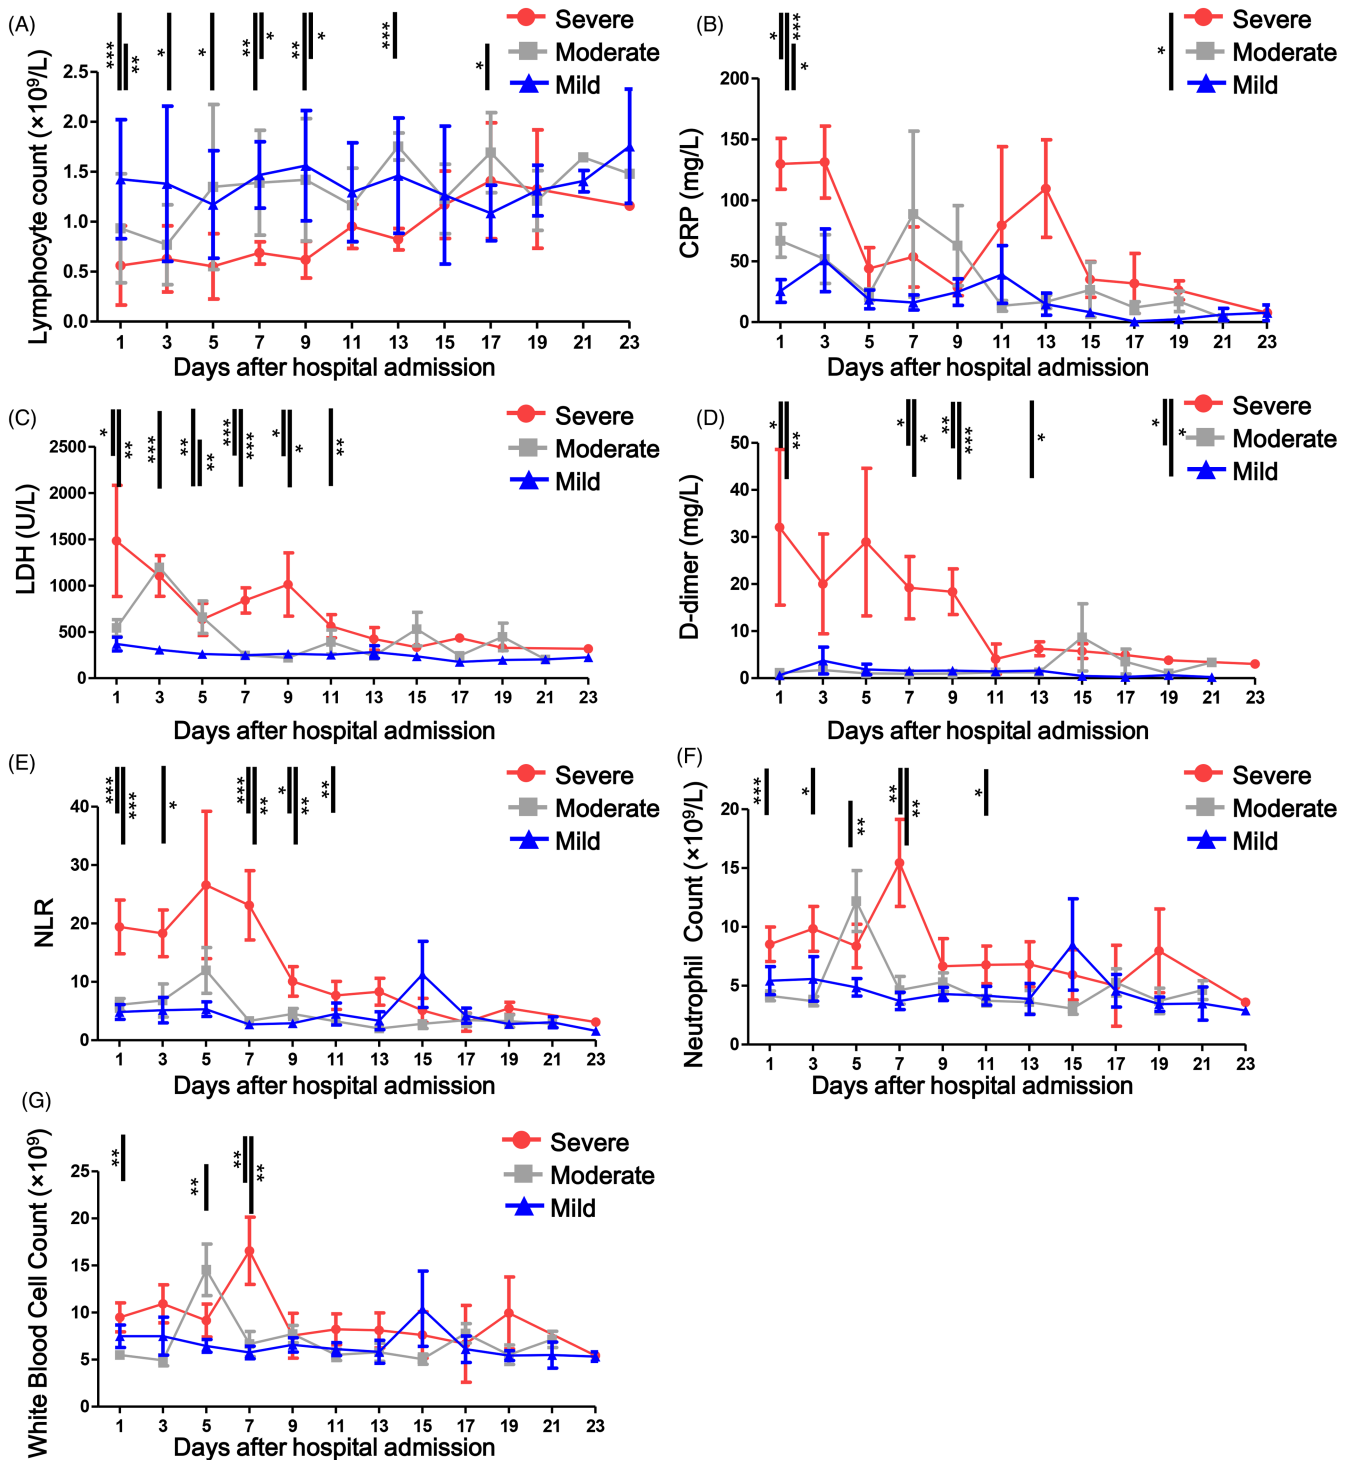 (A)
*** ** * * ** * ** * *** *
Severe
Moderate
Mild
Lymphocyte count (×10⁹/L)
2.5
2.0
1.5
1.0
0.5
0.0
1 3 5 7 9 11 13 15 17 19 21 23
Days after hospital admission
(B)
* *** * *
Severe
Moderate
Mild
CRP (mg/L)
200
150
100
50
0
1 3 5 7 9 11 13 15 17 19 21 23
Days after hospital admission
(C)
* ** *** ** ** *** *** * * **
Severe
Moderate
Mild
LDH (U/L)
2500
2000
1500
1000
500
0
1 3 5 7 9 11 13 15 17 19 21 23
Days after hospital admission
(D)
* ** * * ** *** * * *
Severe
Moderate
Mild
D-dimer (mg/L)
50
40
30
20
10
0
1 3 5 7 9 11 13 15 17 19 21 23
Days after hospital admission
(E)
*** *** * *** ** * ** **
Severe
Moderate
Mild
NLR
40
30
20
10
0
1 3 5 7 9 11 13 15 17 19 21 23
Days after hospital admission
(F)
*** * ** ** ** *
Severe
Moderate
Mild
Neutrophil Count (×10⁹/L)
20
15
10
5
0
1 3 5 7 9 11 13 15 17 19 21 23
Days after hospital admission
(G)
** ** ** **
Severe
Moderate
Mild
White Blood Cell Count (×10⁹)
25
20
15
10
5
0
1 3 5 7 9 11 13 15 17 19 21 23
Days after hospital admission